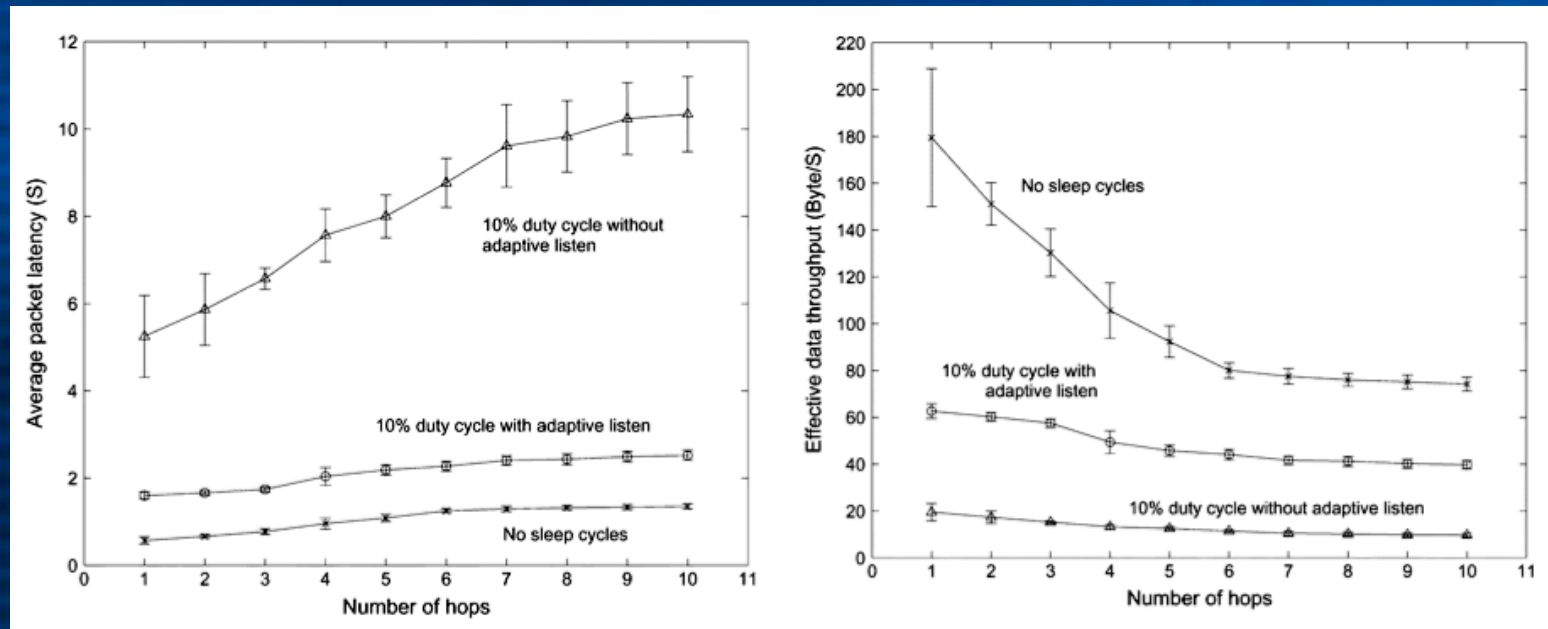 12
10
8
6
4
2
0
Average packet latency (S)
10% duty cycle without
adaptive listen
10% duty cycle with adaptive listen
No sleep cycles
0 1 2 3 4 5 6 7 8 9 10 11
Number of hops
220
200
180
160
140
120
100
80
60
40
20
0
Effective data throughput (Byte/S)
No sleep cycles
10% duty cycle with
adaptive listen
10% duty cycle without adaptive listen
0 1 2 3 4 5 6 7 8 9 10 11
Number of hops